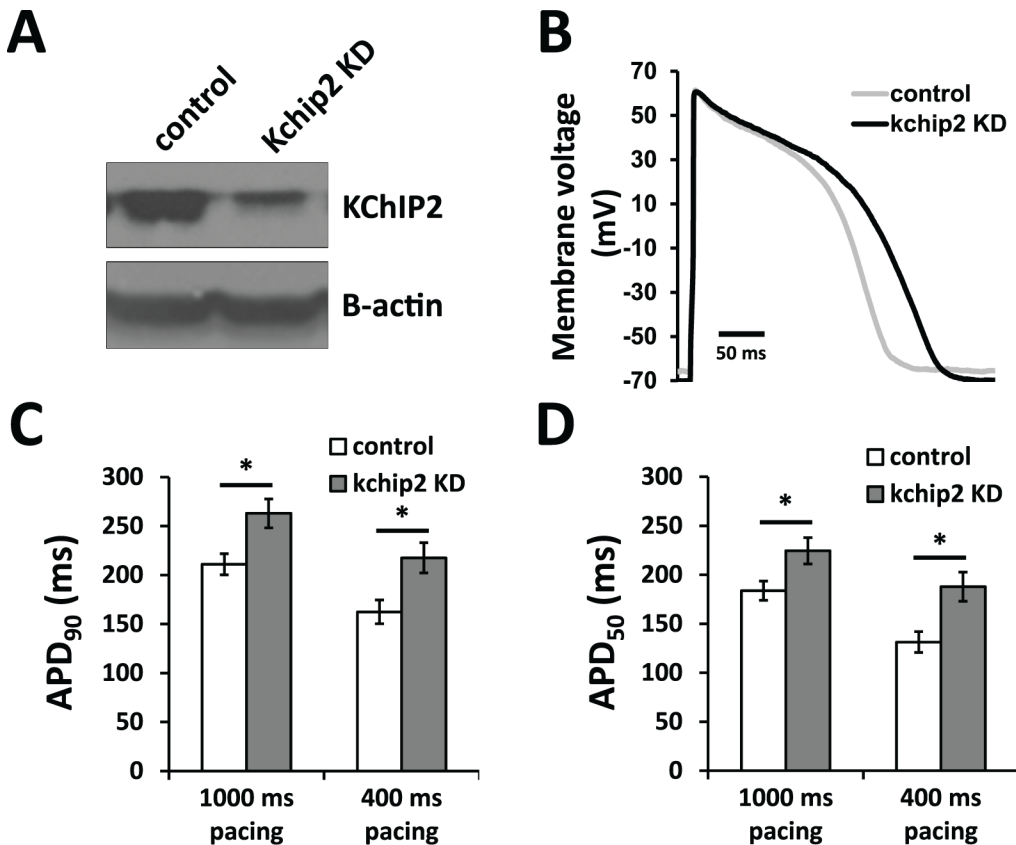 A
control
Kchip2 KD
KChIP2
B-actin
B
Membrane voltage
(mV)
70
50
30
10
-10
-30
-50
-70
control
kchip2 KD
50 ms
C
control
kchip2 KD
APD90 (ms)
300
250
200
150
100
50
0
*
*
1000 ms
pacing
400 ms
pacing
D
control
kchip2 KD
APD50 (ms)
300
250
200
150
100
50
0
*
*
1000 ms
pacing
400 ms
pacing